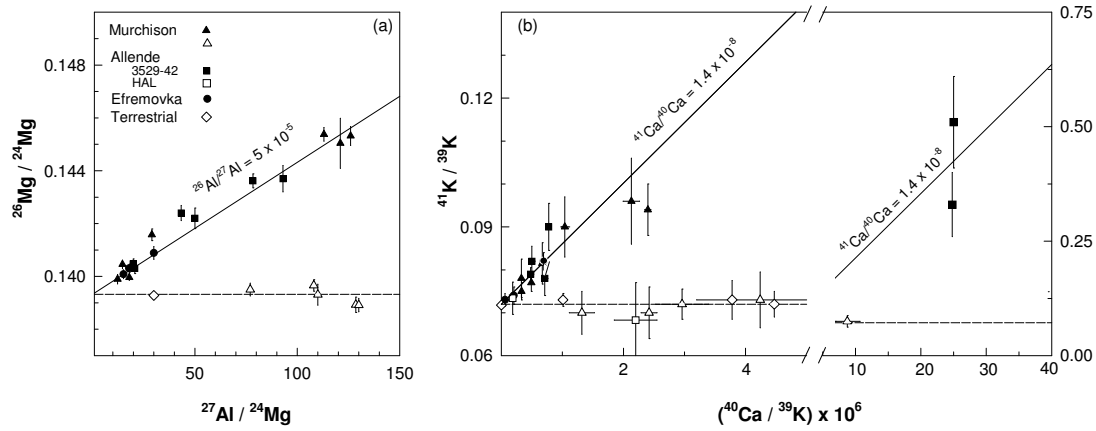 (a)
Murchison
Allende
3529-42
HAL
Efremovka
Terrestrial
0.148
0.144
0.140
²⁶Mg / ²⁴Mg
²⁶Al/²⁷Al = 5 x 10⁻⁵
50
100
150
²⁷Al / ²⁴Mg
(b)
0.12
0.09
0.06
⁴¹K / ³⁹K
⁴¹Ca/⁴⁰Ca = 1.4 x 10⁻⁸
⁴¹Ca/⁴⁰Ca = 1.4 x 10⁻⁸
0.75
0.50
0.25
0.00
2
4
10
20
30
40
(⁴⁰Ca / ³⁹K) x 10⁶